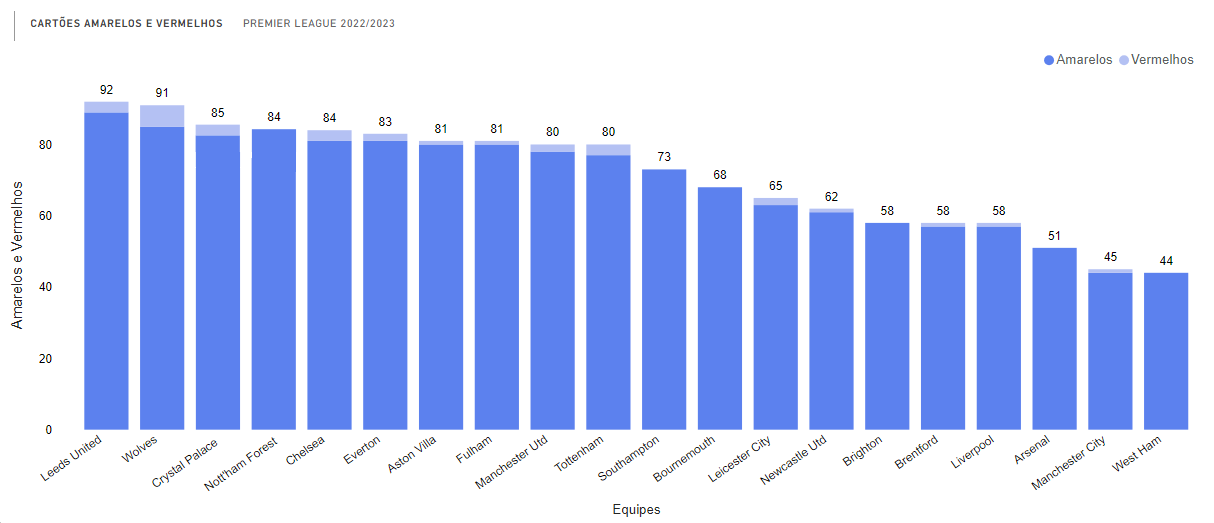 CARTÕES AMARELOS E VERMELHOS PREMIER LEAGUE 2022/2023
Amarelos Vermelhos
92 91 85 84 84 83 81 81 80 80 73 68 65 62 58 58 58 51 45 44
Amarelos e Vermelhos
80
60
40
20
0
Leeds United
Wolves
Crystal Palace
Nott'ham Forest
Chelsea
Everton
Aston Villa
Fulham
Manchester Utd
Tottenham
Southampton
Bournemouth
Leicester City
Newcastle Utd
Brighton
Brentford
Liverpool
Arsenal
Manchester City
West Ham
Equipes